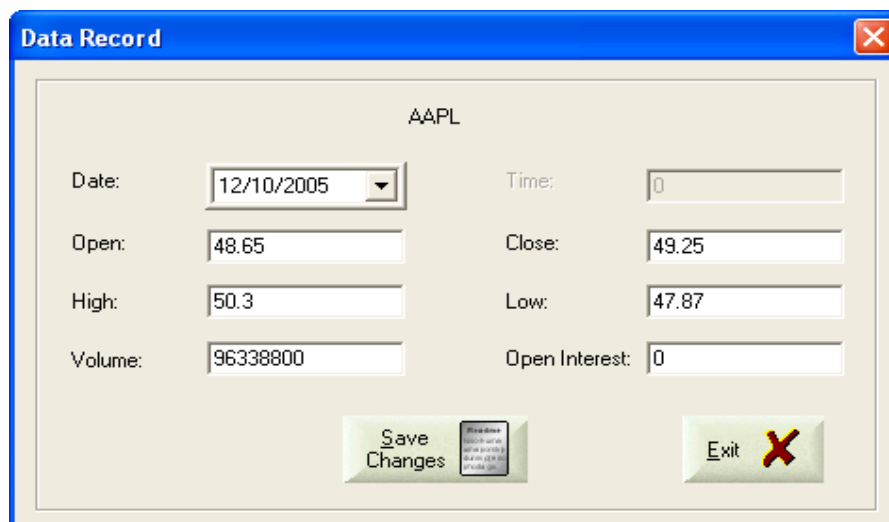 Data Record
AAPL
Date: 12/10/2005 Time: 0
Open: 48.65 Close: 49.25
High: 50.3 Low: 47.87
Volume: 96338800 Open Interest: 0
Save
Changes
Readme
Exit